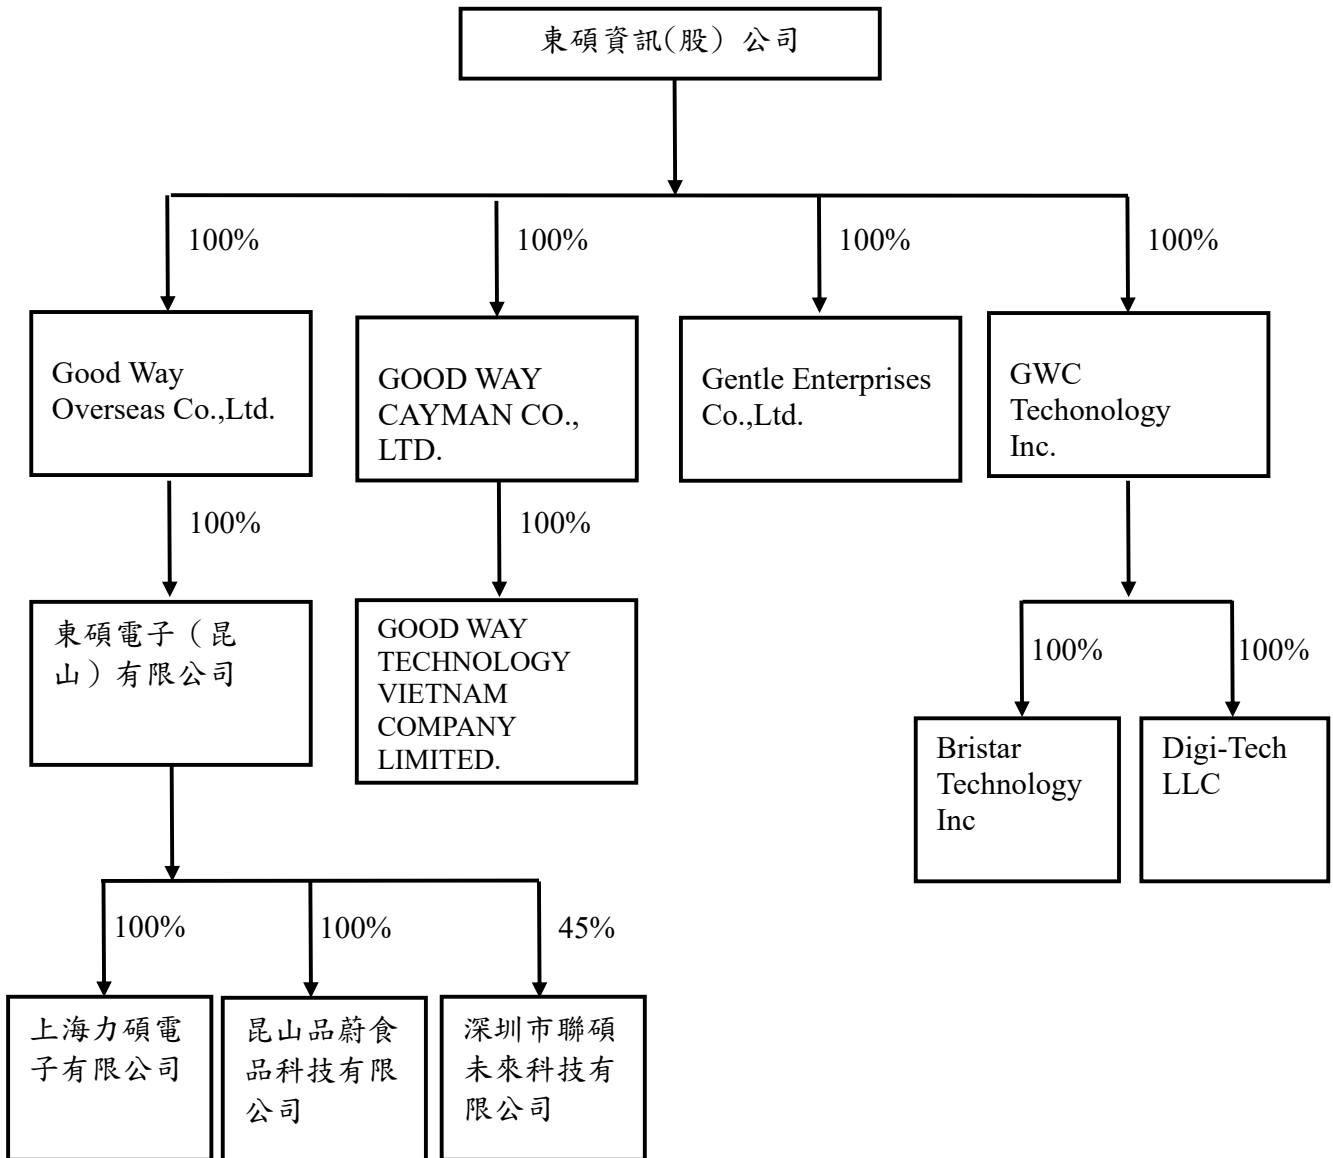 東碩資訊(股) 公司
100%
100%
100%
100%
Good Way
Overseas Co.,Ltd.
GOOD WAY
CAYMAN CO.,
LTD.
Gentle Enterprises
Co.,Ltd.
GWC
Techonology
Inc.
100%
100%
東碩電子（昆
山）有限公司
GOOD WAY
TECHNOLOGY
VIETNAM
COMPANY
LIMITED.
100%
100%
Bristar
Technology
Inc
Digi-Tech
LLC
100%
100%
45%
上海力碩電
子有限公司
昆山品蔚食
品科技有限
公司
深圳市聯碩
未來科技有
限公司